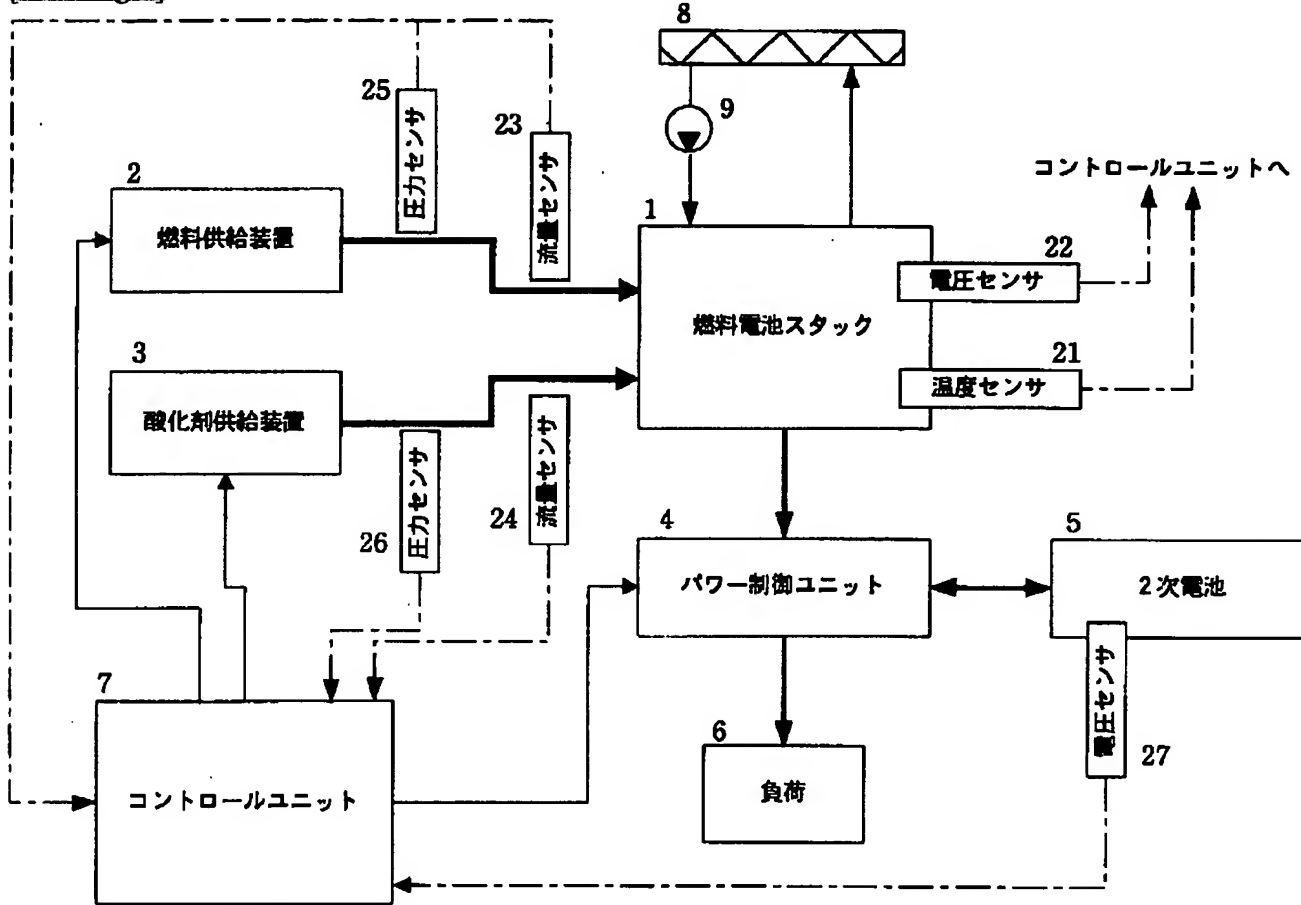 8
25
圧力センサ
23
流量センサ
9
コントロールユニットへ
2
燃料供給装置
1
燃料電池スタック
22
電圧センサ
21
温度センサ
3
酸化剤供給装置
26
圧力センサ
24
流量センサ
4
パワー制御ユニット
5
2次電池
電圧センサ
27
7
コントロールユニット
6
負荷